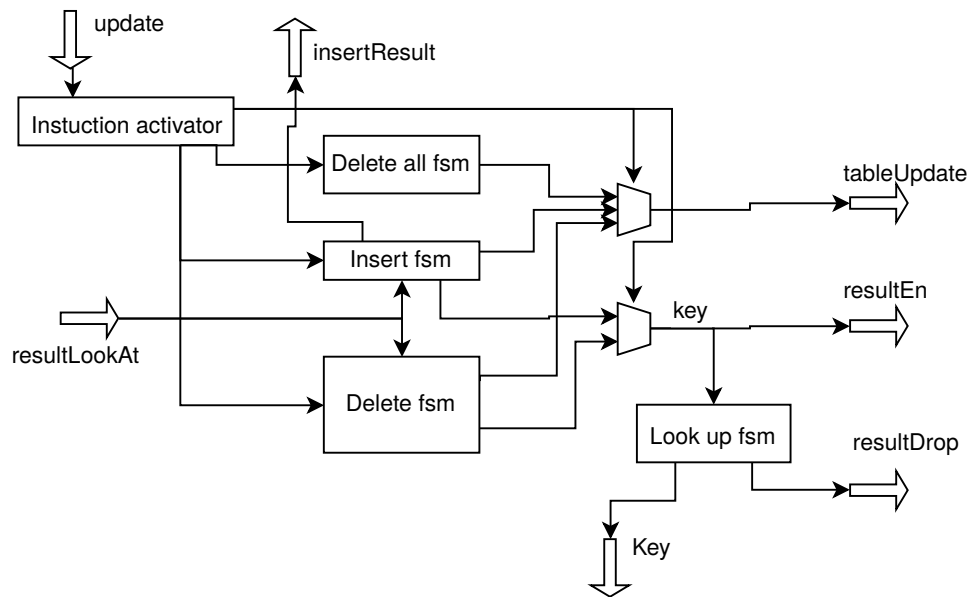 update
insertResult
Instuction activator
Delete all fsm
tableUpdate
Insert fsm
resultEn
key
resultLookAt
Delete fsm
Look up fsm
resultDrop
Key